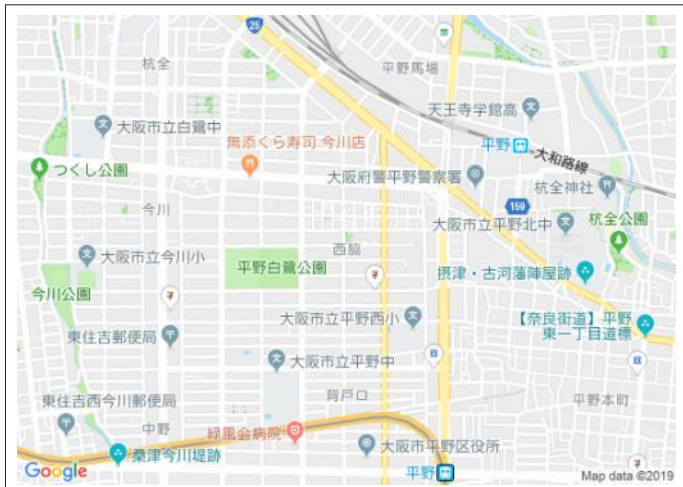 25
杭全
平野馬場
天王寺学館高
大阪市立白鷺中
無添くら寿司 今川店
平野
大和路線
つくし公園
大阪府警平野警察署
杭全神社
159
今川
大阪市立平野北中
杭全公園
西脇
大阪市立今川小
平野白鷺公園
摂津・古河藩陣屋跡
今川公園
大阪市立平野西小
【奈良街道】平野
東一丁目道標
東住吉郵便局
大阪市立平野中
背戸口
平野本町
東住吉西今川郵便局
中野
緑風会病院
大阪市平野区役所
桑津今川堤跡
平野
Google
Map data ©2019